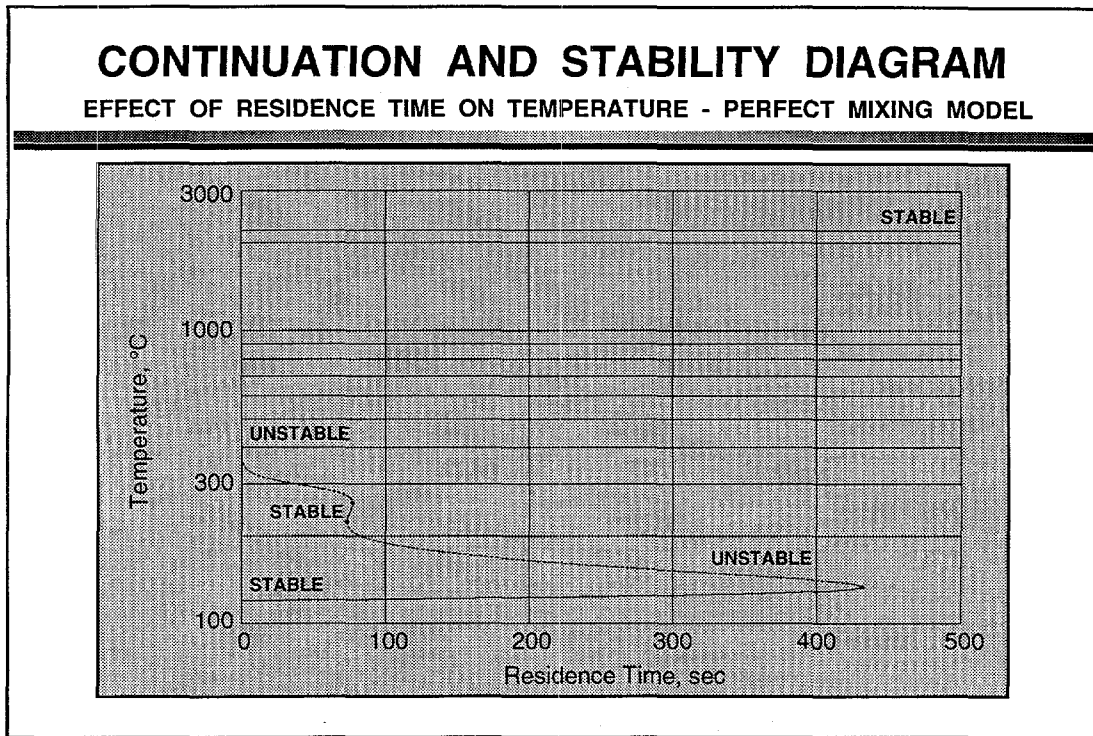 CONTINUATION AND STABILITY DIAGRAM
EFFECT OF RESIDENCE TIME ON TEMPERATURE - PERFECT MIXING MODEL
3000
STABLE
1000
Temperature, °C
UNSTABLE
300
STABLE
UNSTABLE
STABLE
100
0 100 200 300 400 500
Residence Time, sec